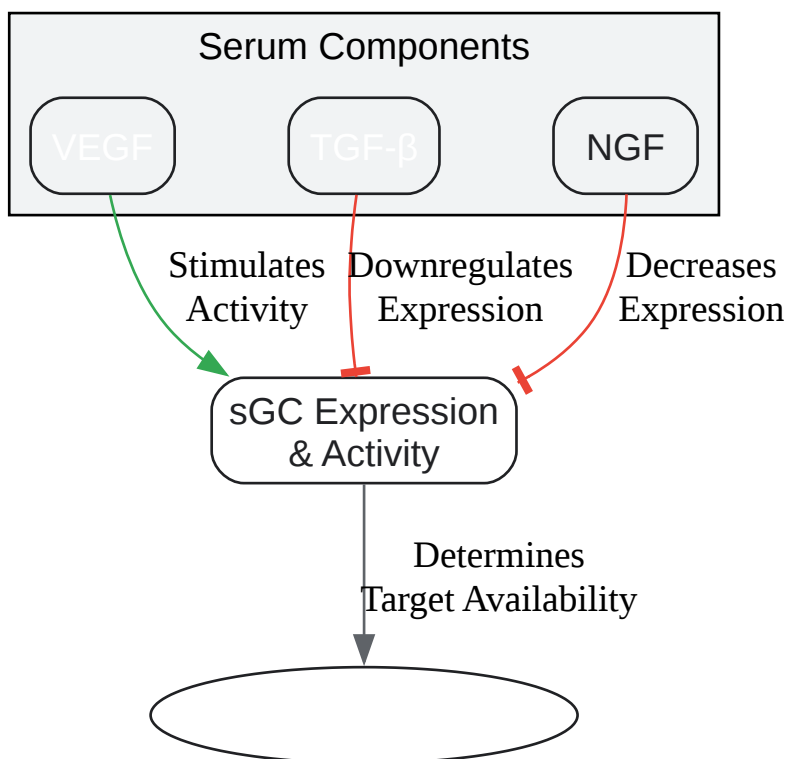 Serum Components
VEGF
TGF-β
NGF
Stimulates
Activity
Downregulates
Expression
Decreases
Expression
sGC Expression
& Activity
Determines
Target Availability